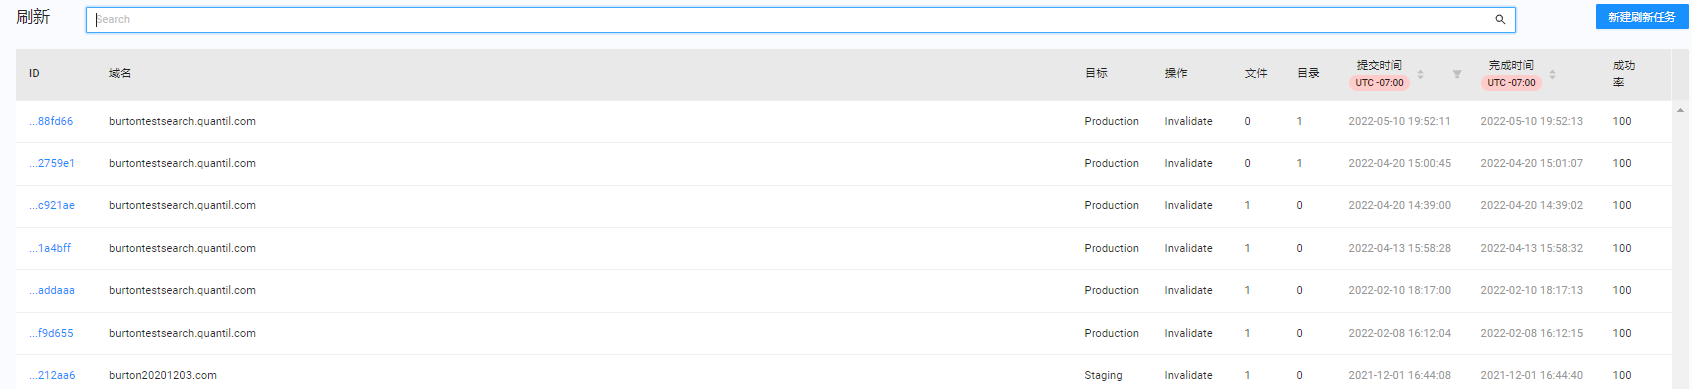 刷新 Search 新建刷新任务
ID 域名 目标 操作 文件 目录 提交时间 UTC -07:00 完成时间 UTC -07:00 成功率
...88fd66 burtontestsearch.quantil.com Production Invalidate 0 1 2022-05-10 19:52:11 2022-05-10 19:52:13 100
...2759e1 burtontestsearch.quantil.com Production Invalidate 0 1 2022-04-20 15:00:45 2022-04-20 15:01:07 100
...c921ae burtontestsearch.quantil.com Production Invalidate 1 0 2022-04-20 14:39:00 2022-04-20 14:39:02 100
...1a4bff burtontestsearch.quantil.com Production Invalidate 1 0 2022-04-13 15:58:28 2022-04-13 15:58:32 100
...addaaa burtontestsearch.quantil.com Production Invalidate 1 0 2022-02-10 18:17:00 2022-02-10 18:17:13 100
...f9d655 burtontestsearch.quantil.com Production Invalidate 1 0 2022-02-08 16:12:04 2022-02-08 16:12:15 100
...212aa6 burton20201203.com Staging Invalidate 1 0 2021-12-01 16:44:08 2021-12-01 16:44:40 100